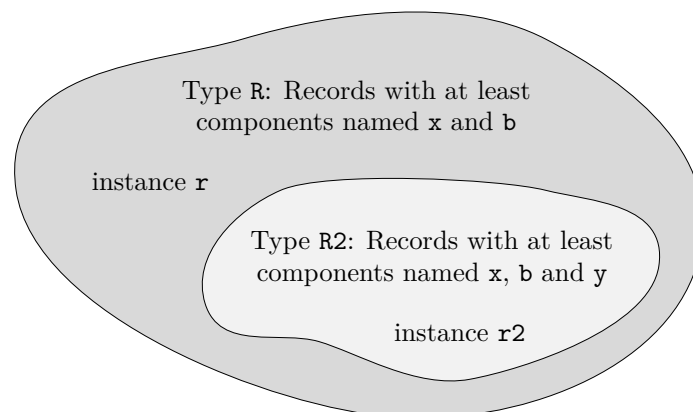 Type R: Records with at least
components named x and b
instance r
Type R2: Records with at least
components named x, b and y
instance r2